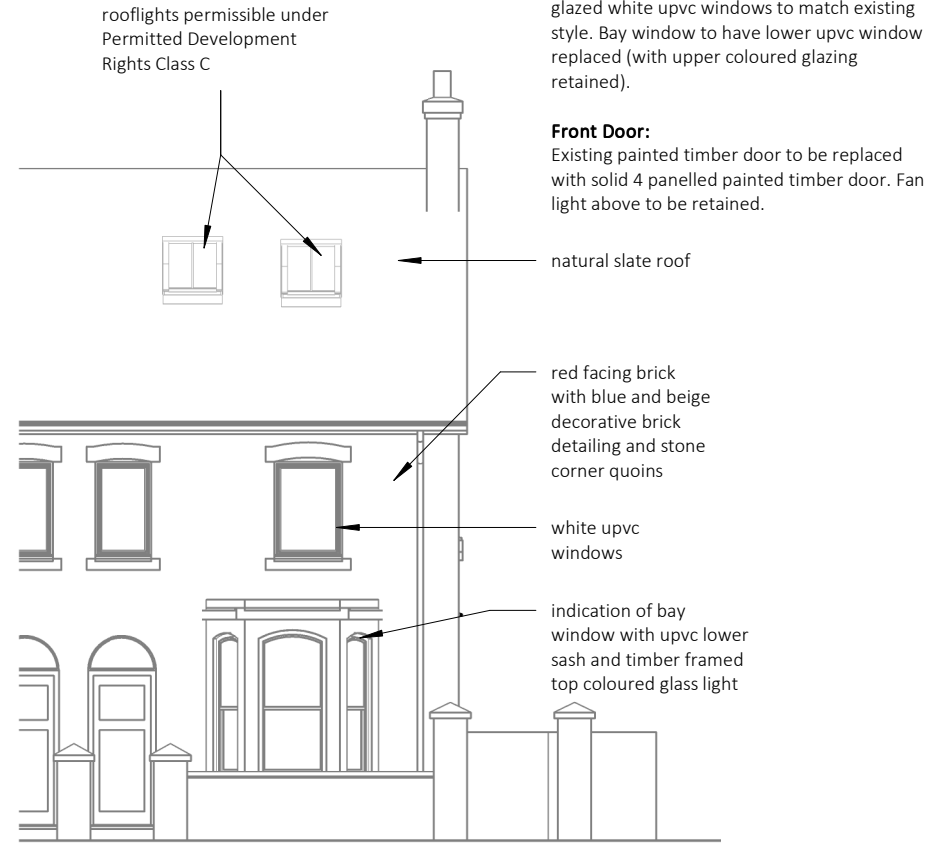 rooflights permissible under
Permitted Development
Rights Class C
glazed white upvc windows to match existing
style. Bay window to have lower upvc window
replaced (with upper coloured glazing
retained).
Front Door:
Existing painted timber door to be replaced
with solid 4 panelled painted timber door. Fan
light above to be retained.
natural slate roof
red facing brick
with blue and beige
decorative brick
detailing and stone
corner quoins
white upvc
windows
indication of bay
window with upvc lower
sash and timber framed
top coloured glass light